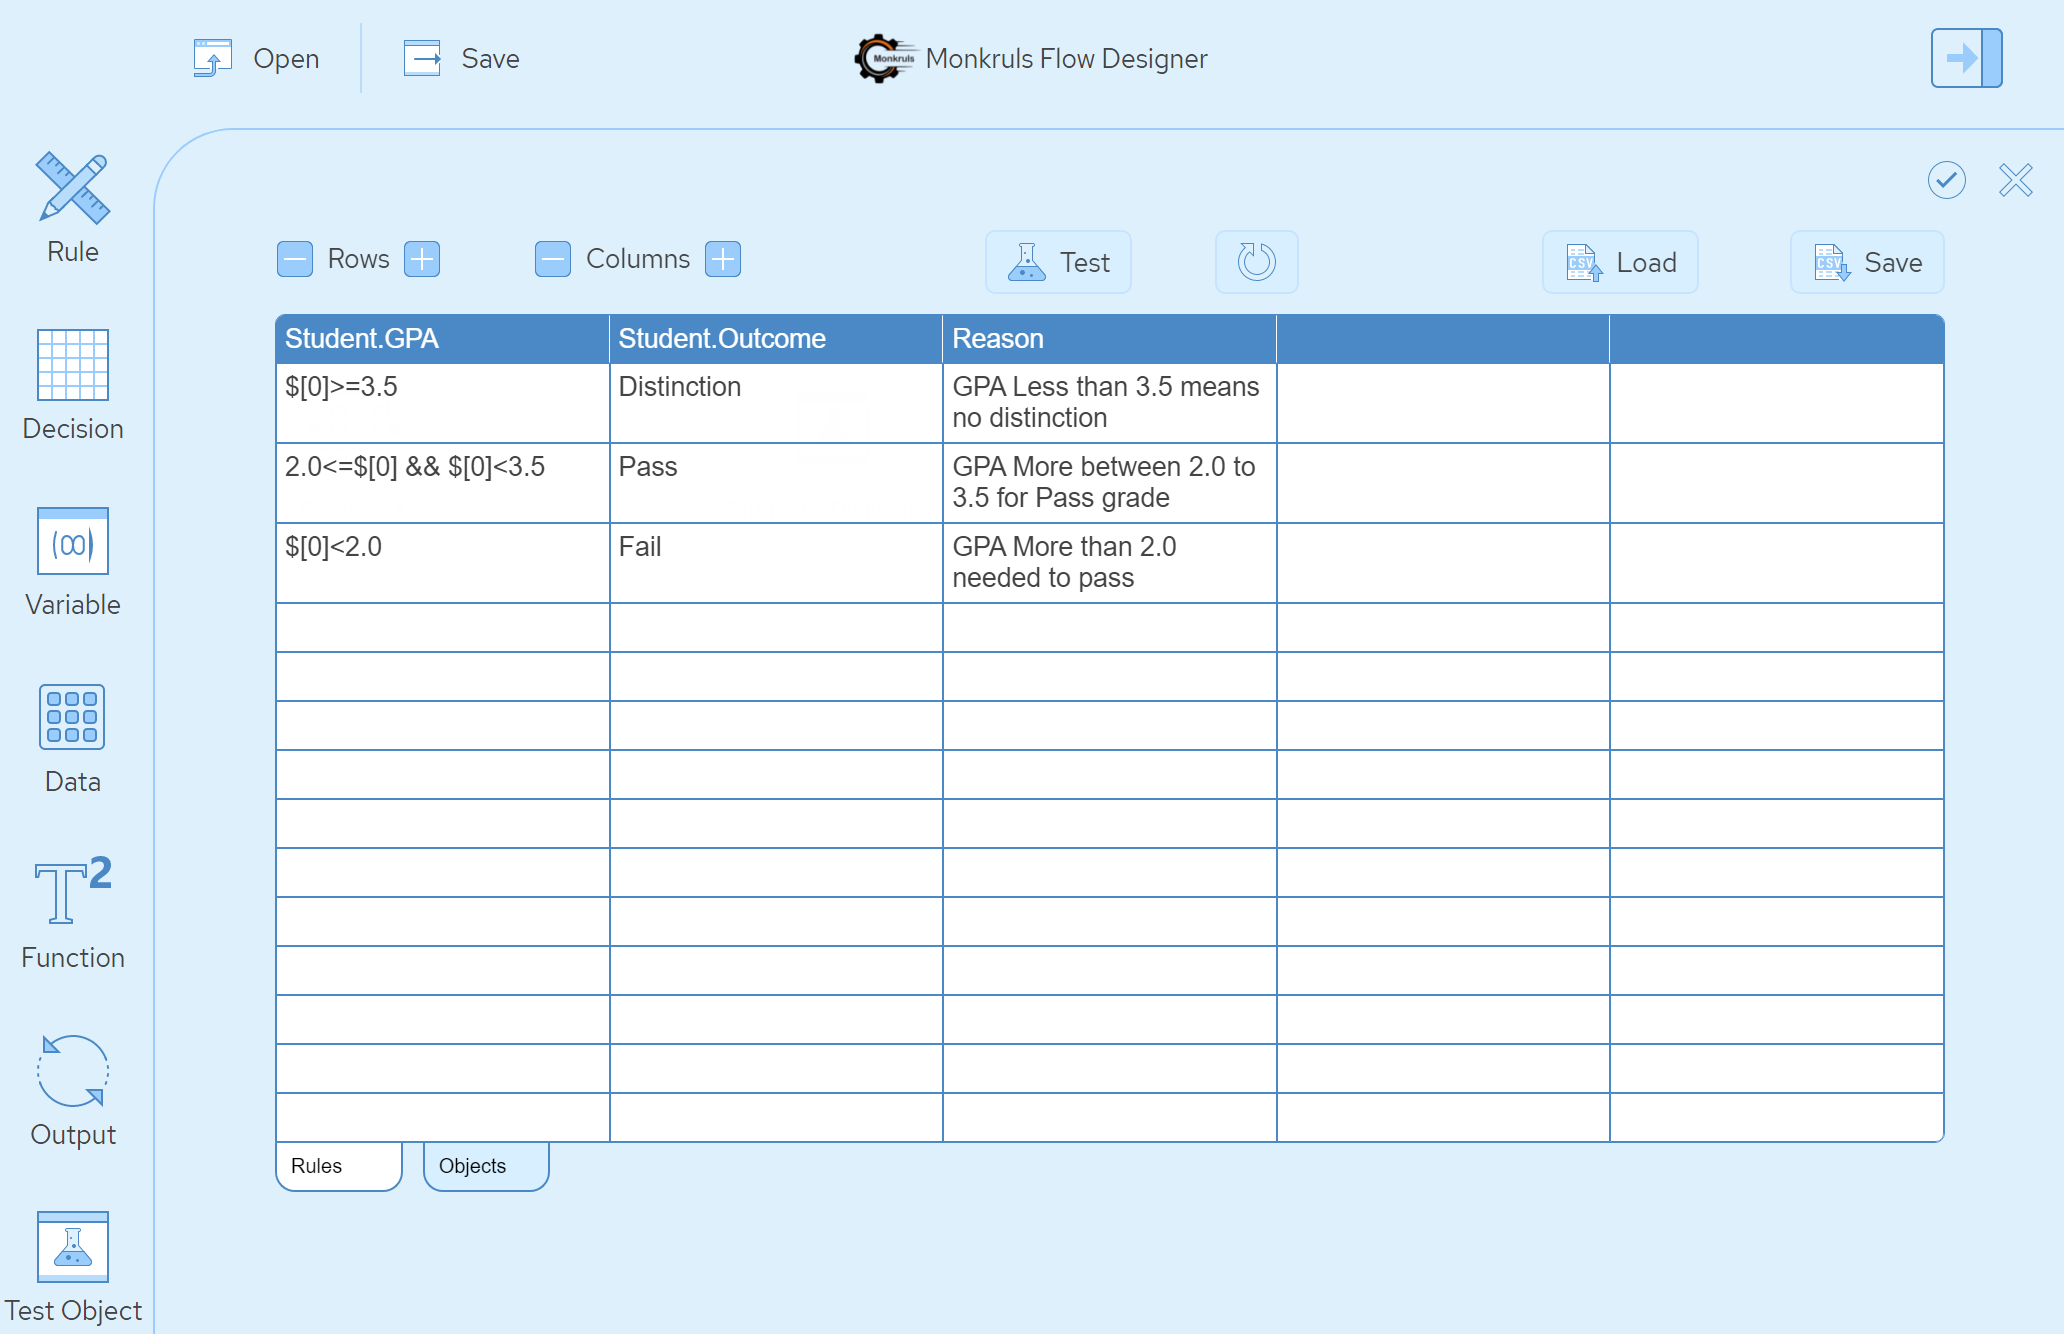 Open
Save
Monkruls
Monkruls Flow Designer
Rule
Decision
Variable
Data
Function
Output
Test Object
Rows
Columns
Test
CSV
Load
CSV
Save
Student.GPA
Student.Outcome
Reason
$[0]>=3.5
Distinction
GPA Less than 3.5 means
no distinction
2.0<=$[0] && $[0]<3.5
Pass
GPA More between 2.0 to
3.5 for Pass grade
$[0]<2.0
Fail
GPA More than 2.0
needed to pass
Rules
Objects